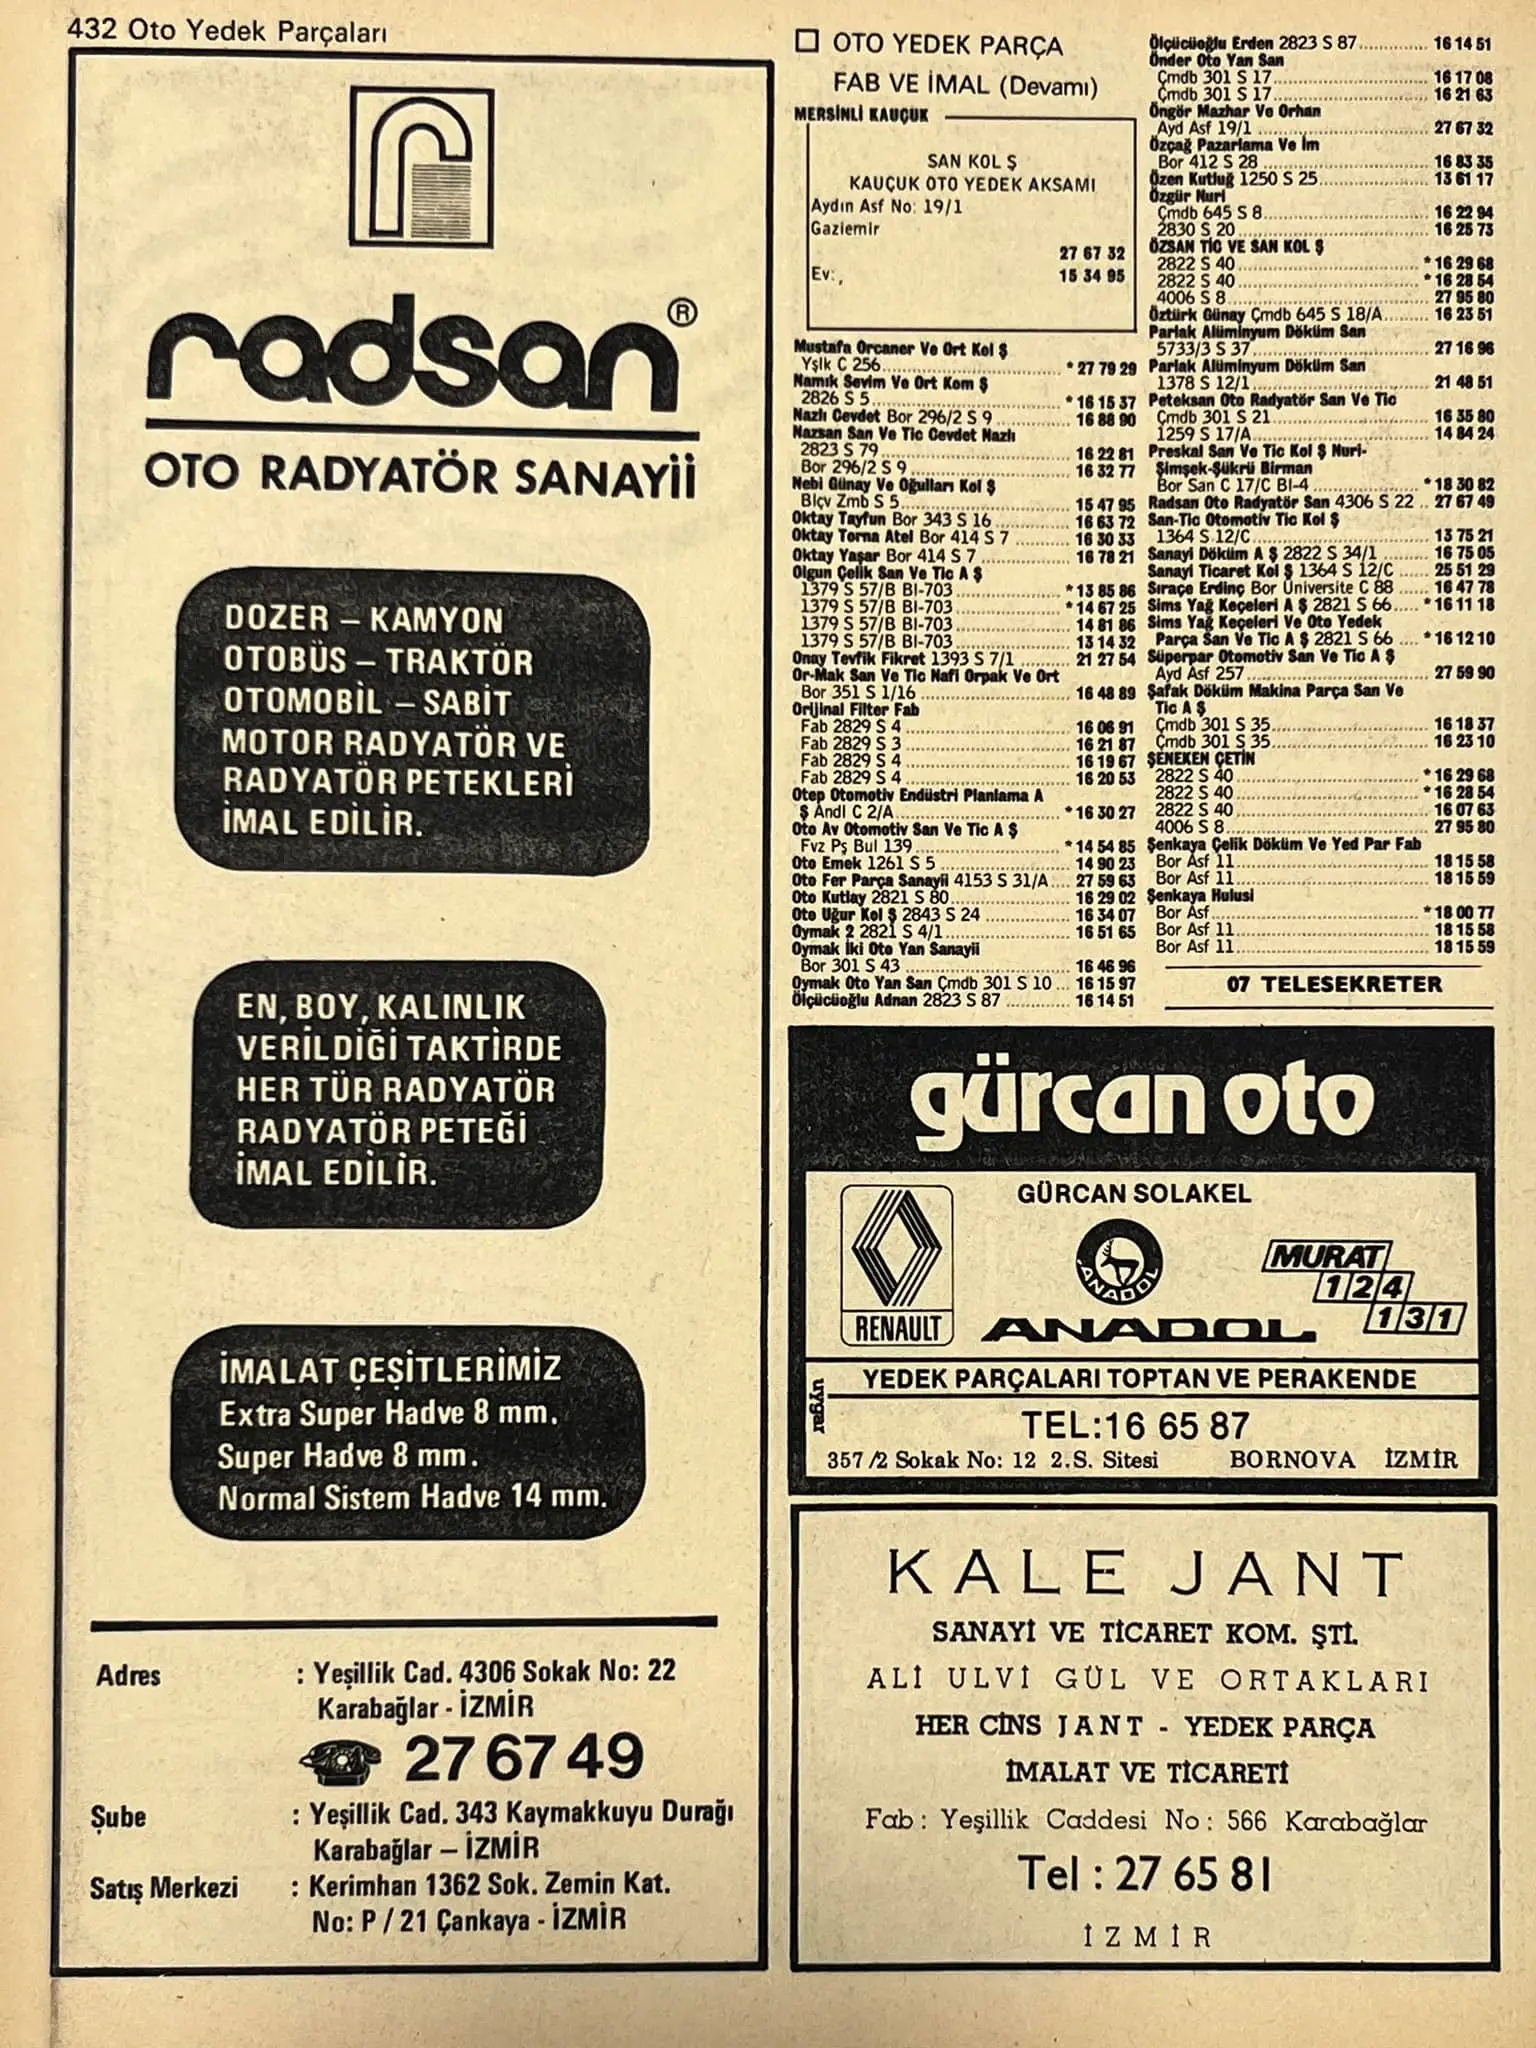 432 Oto Yedek Parçaları
radsan®
OTO RADYATÖR SANAYİİ
DOZER – KAMYON
OTOBÜS – TRAKTÖR
OTOMOBİL – SABİT
MOTOR RADYATÖR VE
RADYATÖR PETEKLERİ
İMAL EDİLİR.
EN, BOY, KALINLIK
VERİLDİĞİ TAKTİRDE
HER TÜR RADYATÖR
RADYATÖR PETEĞİ
İMAL EDİLİR.
İMALAT ÇEŞİTLERİMİZ
Extra Super Hadve 8 mm.
Super Hadve 8 mm.
Normal Sistem Hadve 14 mm.
Adres : Yeşillik Cad. 4306 Sokak No: 22
Karabağlar - İZMİR
27 67 49
Şube : Yeşillik Cad. 343 Kaymakkuyu Durağı
Karabağlar – İZMİR
Satış Merkezi : Kerimhan 1362 Sok. Zemin Kat.
No: P / 21 Çankaya - İZMİR
OTO YEDEK PARÇA
FAB VE İMAL (Devamı)
MERSİNLİ KAUÇUK
SAN KOL Ş
KAUÇUK OTO YEDEK AKSAMI
Aydın Asf No: 19/1
Gaziemir
27 67 32
Ev:, 15 34 95
Mustafa Orcaner Ve Ort Kol Ş
Yşlk C 256 * 27 79 29
Namık Sevim Ve Ort Kom Ş
2826 S 5 * 16 15 37
Nazlı Cevdet Bor 296/2 S 9 16 88 90
Nazsan San Ve Tic Cevdet Nazlı
2823 S 79 16 22 81
Bor 296/2 S 9 16 32 77
Nebi Günay Ve Oğulları Kol Ş
Blçv Zmb S 5 15 47 95
Oktay Tayfun Bor 343 S 16 16 63 72
Oktay Torna Atel Bor 414 S 7 16 30 33
Oktay Yaşar Bor 414 S 7 16 78 21
Olgun Çelik San Ve Tic A Ş
1379 S 57/B Bl-703 * 13 85 86
1379 S 57/B Bl-703 * 14 67 25
1379 S 57/B Bl-703 14 81 86
1379 S 57/B Bl-703 13 14 32
Onay Tevfik Fikret 1393 S 7/1 21 27 54
Or-Mak San Ve Tic Nafi Orpak Ve Ort
Bor 351 S 1/16 16 48 89
Orijinal Filter Fab
Fab 2829 S 4 16 06 91
Fab 2829 S 3 16 21 87
Fab 2829 S 4 16 19 67
Fab 2829 S 4 16 20 53
Otep Otomotiv Endüstri Planlama A
Ş Andl C 2/A * 16 30 27
Oto Av Otomotiv San Ve Tic A Ş
Fvz Pş Bul 139 * 14 54 85
Oto Emek 1261 S 5 14 90 23
Oto Fer Parça Sanayii 4153 S 31/A 27 59 63
Oto Kutlay 2821 S 80 16 29 02
Oto Uğur Kol Ş 2843 S 24 16 34 07
Oymak 2 2821 S 4/1 16 51 65
Oymak İki Oto Yan Sanayii
Bor 301 S 43 16 46 96
Oymak Oto Yan San Çmdb 301 S 10 16 15 97
Ölçücüoğlu Adnan 2823 S 87 16 14 51
Ölçücüoğlu Erden 2823 S 87 16 14 51
Önder Oto Yan San
Çmdb 301 S 17 16 17 08
Çmdb 301 S 17 16 21 63
Öngör Mazhar Ve Orhan
Ayd Asf 19/1 27 67 32
Özçağ Pazarlama Ve İm
Bor 412 S 28 16 83 35
Özen Kutluğ 1250 S 25 13 61 17
Özgür Nuri
Çmdb 645 S 8 16 22 94
2830 S 20 16 25 73
ÖZSAN TİC VE SAN KOL Ş
2822 S 40 * 16 29 68
2822 S 40 * 16 28 54
4006 S 8 27 95 80
Öztürk Günay Çmdb 645 S 18/A 16 23 51
Parlak Alüminyum Döküm San
5733/3 S 37 27 16 96
Parlak Alüminyum Döküm San
1378 S 12/1 21 48 51
Peteksan Oto Radyatör San Ve Tic
Çmdb 301 S 21 16 35 80
1259 S 17/A 14 84 24
Preskal San Ve Tic Kol Ş Nuri-
Şimşek-Şükrü Birman
Bor San C 17/C Bl-4 * 18 30 82
Radsan Oto Radyatör San 4306 S 22 27 67 49
San-Tic Otomotiv Tic Kol Ş
1364 S 12/C 13 75 21
Sanayi Döküm A Ş 2822 S 34/1 16 75 05
Sanayi Ticaret Kol Ş 1364 S 12/C 25 51 29
Sıraçe Erdinç Bor Üniversite C 88 16 47 78
Sims Yağ Keçeleri A Ş 2821 S 66 * 16 11 18
Sims Yağ Keçeleri Ve Oto Yedek
Parça San Ve Tic A Ş 2821 S 66 * 16 12 10
Süperpar Otomotiv San Ve Tic A Ş
Ayd Asf 257 27 59 90
Şafak Döküm Makina Parça San Ve
Tic A Ş
Çmdb 301 S 35 16 18 37
Çmdb 301 S 35 16 23 10
ŞENEKEN ÇETİN
2822 S 40 * 16 29 68
2822 S 40 * 16 28 54
2822 S 40 16 07 63
4006 S 8 27 95 80
Şenkaya Çelik Döküm Ve Yed Par Fab
Bor Asf 11 18 15 58
Bor Asf 11 18 15 59
Şenkaya Hulusi
Bor Asf * 18 00 77
Bor Asf 11 18 15 58
Bor Asf 11 18 15 59
07 TELESEKRETER
gürcan oto
GÜRCAN SOLAKEL
RENAULT
ANADOL
ANADOL
MURAT
124
131
YEDEK PARÇALARI TOPTAN VE PERAKENDE
uygar
TEL:16 65 87
357/2 Sokak No: 12 2.S. Sitesi BORNOVA İZMİR
KALE JANT
SANAYİ VE TİCARET KOM. ŞTİ.
ALİ ULVİ GÜL VE ORTAKLARI
HER CİNS JANT - YEDEK PARÇA
İMALAT VE TİCARETİ
Fab: Yeşillik Caddesi No: 566 Karabağlar
Tel : 27 65 81
İZMİR